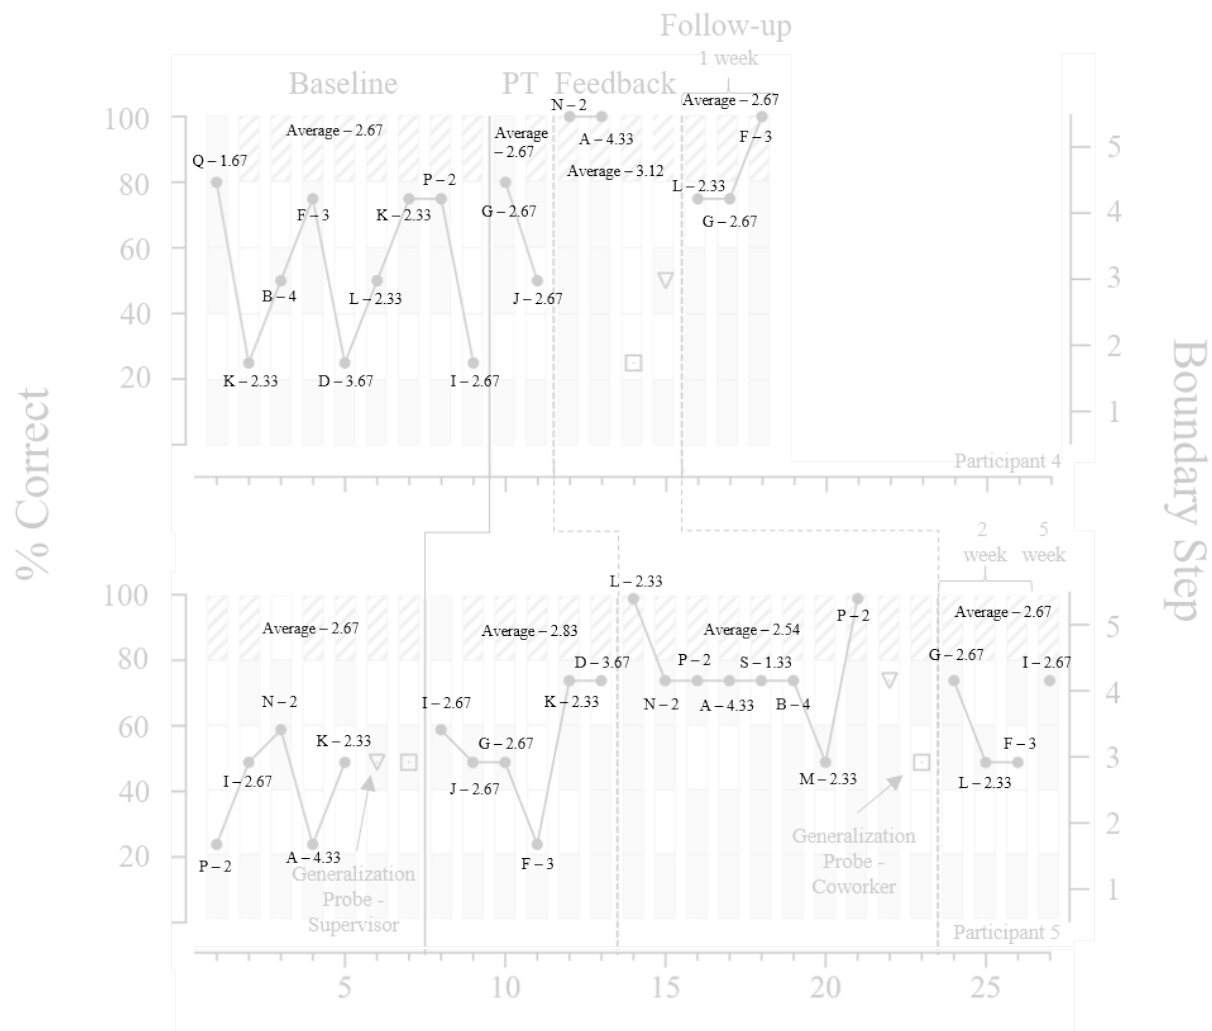 Follow-up
1 week
Baseline
PT
Feedback
% Correct
Boundary Step
100
80
60
40
20
5
4
3
2
1
Average – 2.67
Q – 1.67
K – 2.33
B – 4
F – 3
D – 3.67
L – 2.33
K – 2.33
P – 2
I – 2.67
Average
– 2.67
G – 2.67
J – 2.67
N – 2
A – 4.33
Average – 3.12
Average – 2.67
L – 2.33
G – 2.67
F – 3
Participant 4
2
week
5
week
100
80
60
40
20
5
4
3
2
1
Average – 2.67
P – 2
I – 2.67
N – 2
A – 4.33
K – 2.33
Generalization
Probe -
Supervisor
Average – 2.83
I – 2.67
J – 2.67
G – 2.67
F – 3
K – 2.33
D – 3.67
L – 2.33
Average – 2.54
N – 2
P – 2
A – 4.33
S – 1.33
B – 4
M – 2.33
P – 2
Generalization
Probe -
Coworker
Average – 2.67
G – 2.67
L – 2.33
F – 3
I – 2.67
Participant 5
5
10
15
20
25